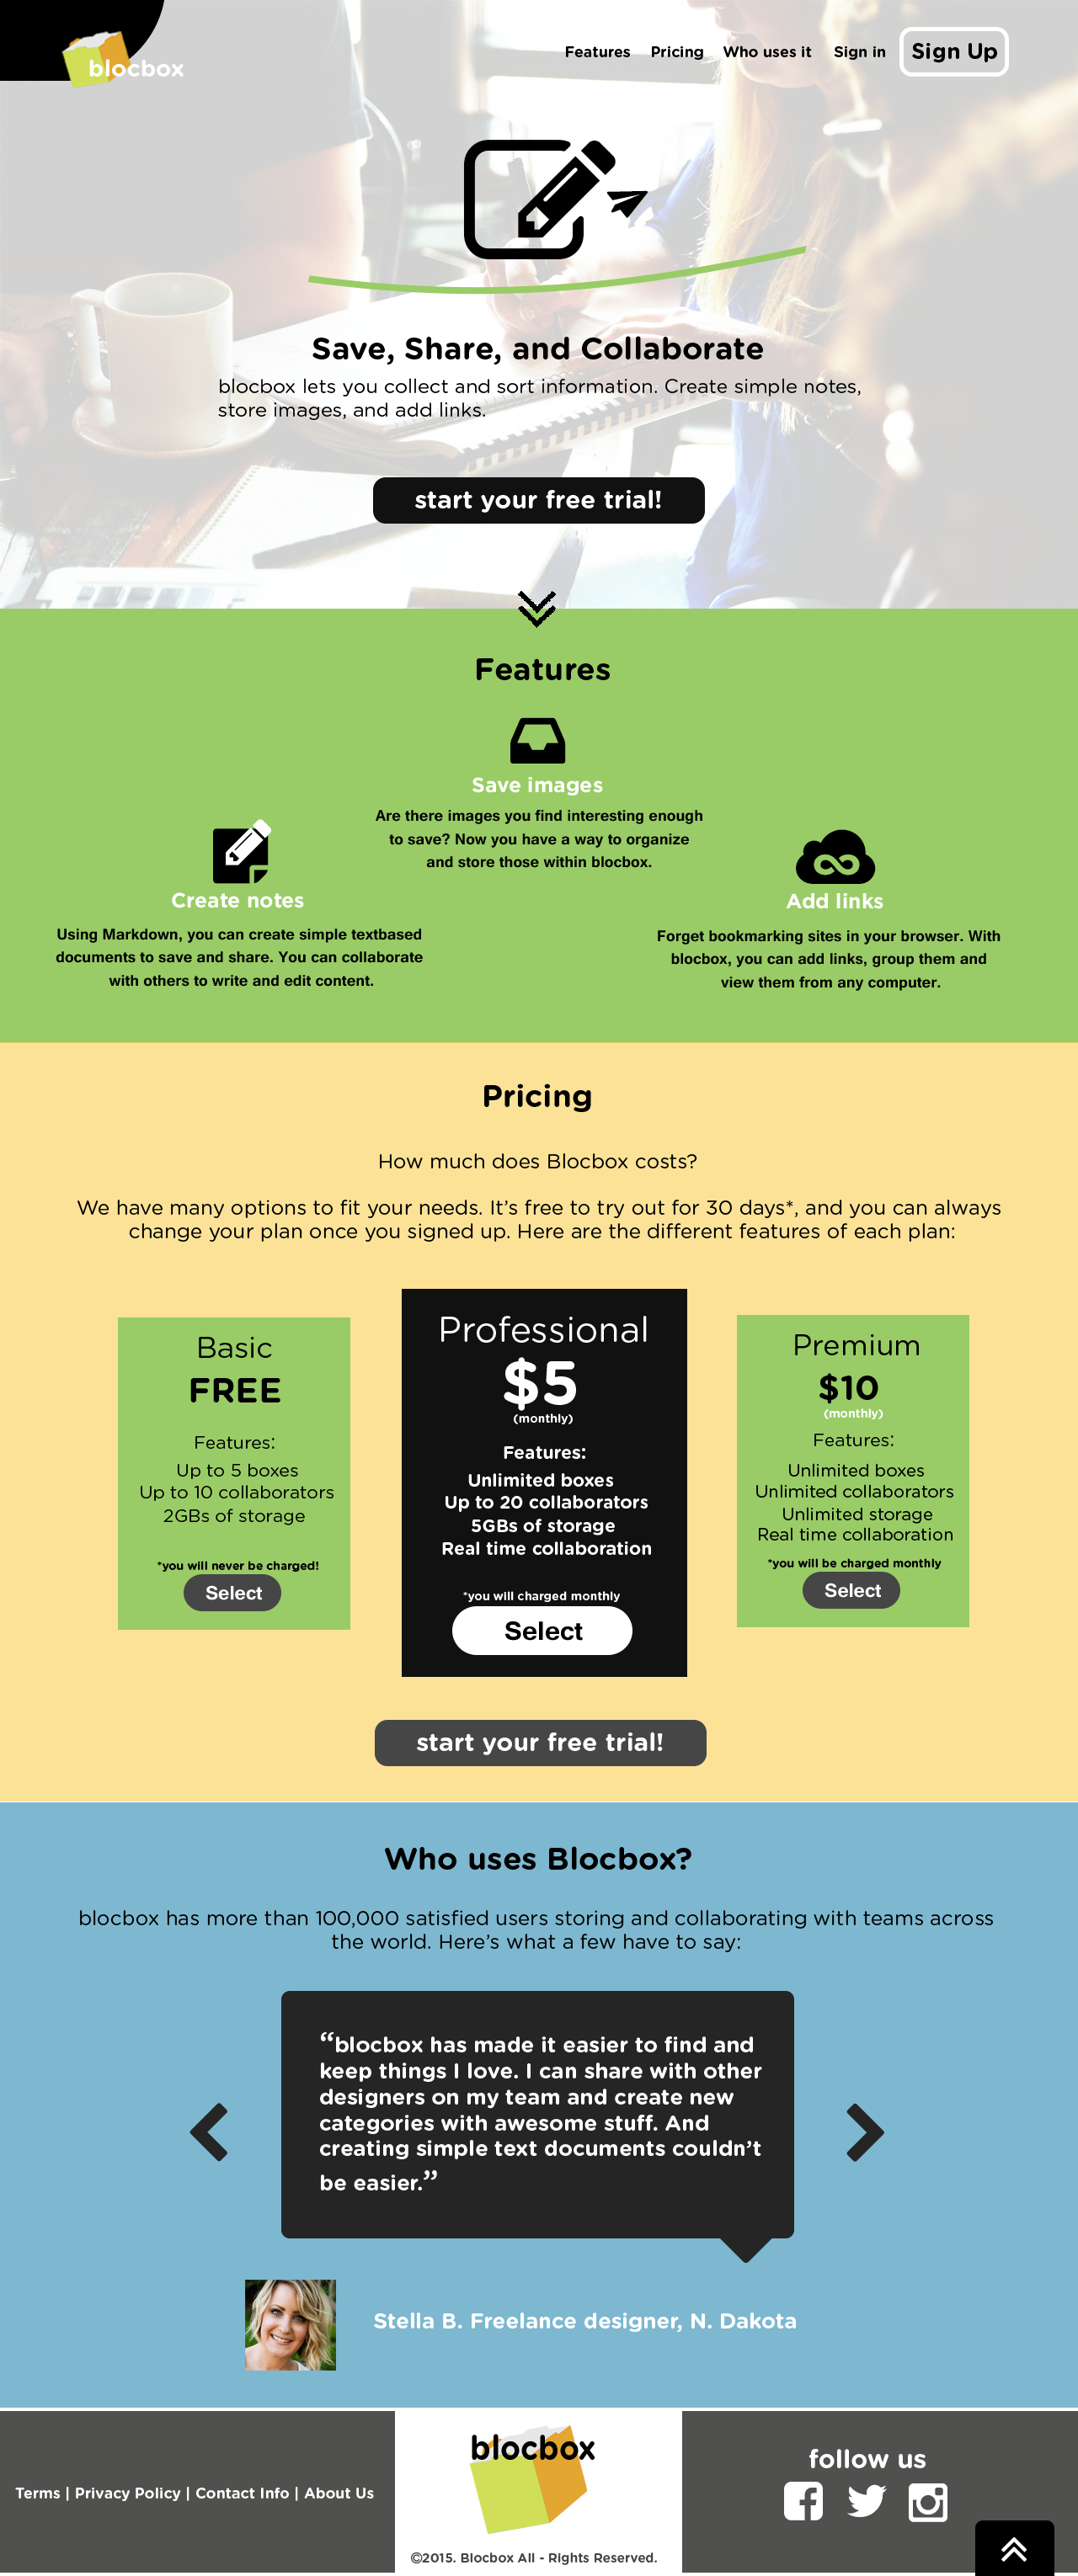 blocbox
Features
Pricing
Who uses it
Sign in
Sign Up
Save, Share, and Collaborate
blocbox lets you collect and sort information. Create simple notes,
store images, and add links.
start your free trial!
Features
Save images
Are there images you find interesting enough
to save? Now you have a way to organize
and store those within blocbox.
Create notes
Using Markdown, you can create simple textbased
documents to save and share. You can collaborate
with others to write and edit content.
Add links
Forget bookmarking sites in your browser. With
blocbox, you can add links, group them and
view them from any computer.
Pricing
How much does Blocbox costs?
We have many options to fit your needs. It’s free to try out for 30 days*, and you can always
change your plan once you signed up. Here are the different features of each plan:
Basic
FREE
Features:
Up to 5 boxes
Up to 10 collaborators
2GBs of storage
*you will never be charged!
Select
Professional
$5
(monthly)
Features:
Unlimited boxes
Up to 20 collaborators
5GBs of storage
Real time collaboration
*you will charged monthly
Select
Premium
$10
(monthly)
Features:
Unlimited boxes
Unlimited collaborators
Unlimited storage
Real time collaboration
*you will be charged monthly
Select
start your free trial!
Who uses Blocbox?
blocbox has more than 100,000 satisfied users storing and collaborating with teams across
the world. Here’s what a few have to say:
“blocbox has made it easier to find and
keep things I love. I can share with other
designers on my team and create new
categories with awesome stuff. And
creating simple text documents couldn’t
be easier.”
Stella B. Freelance designer, N. Dakota
Terms | Privacy Policy | Contact Info | About Us
blocbox
©2015. Blocbox All - Rights Reserved.
follow us